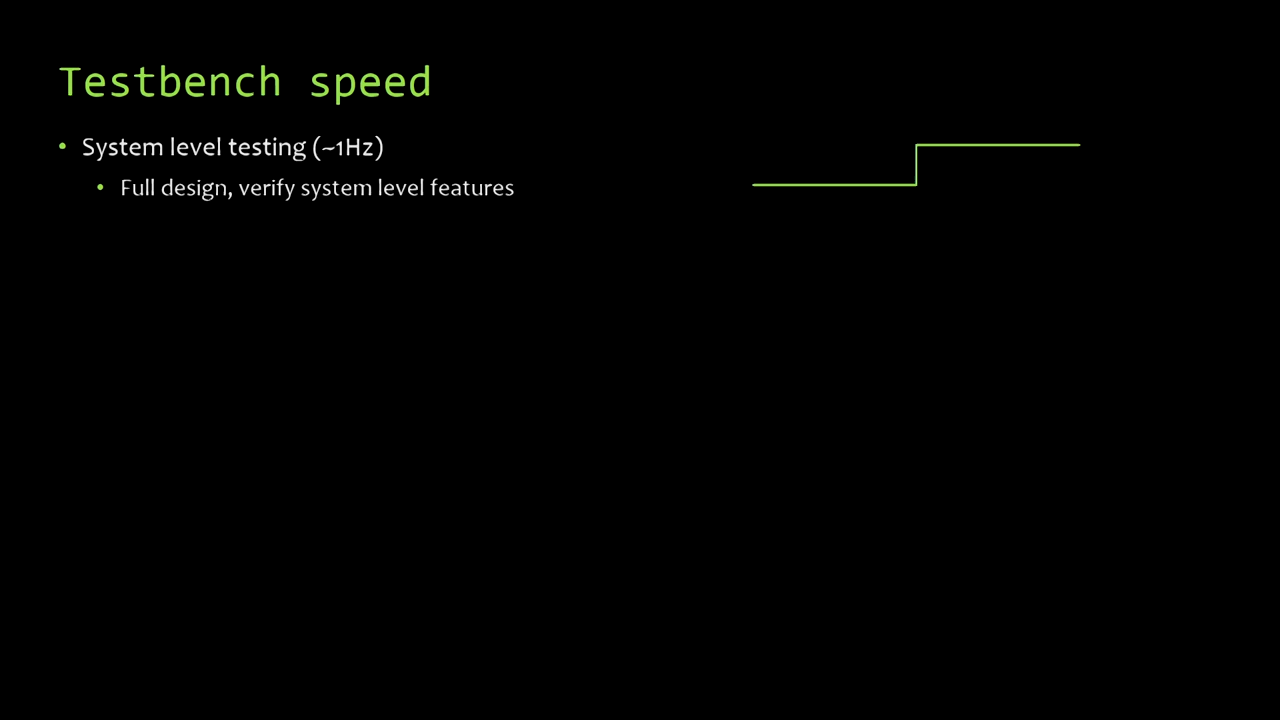 Testbench speed
• System level testing (~1Hz)
• Full design, verify system level features